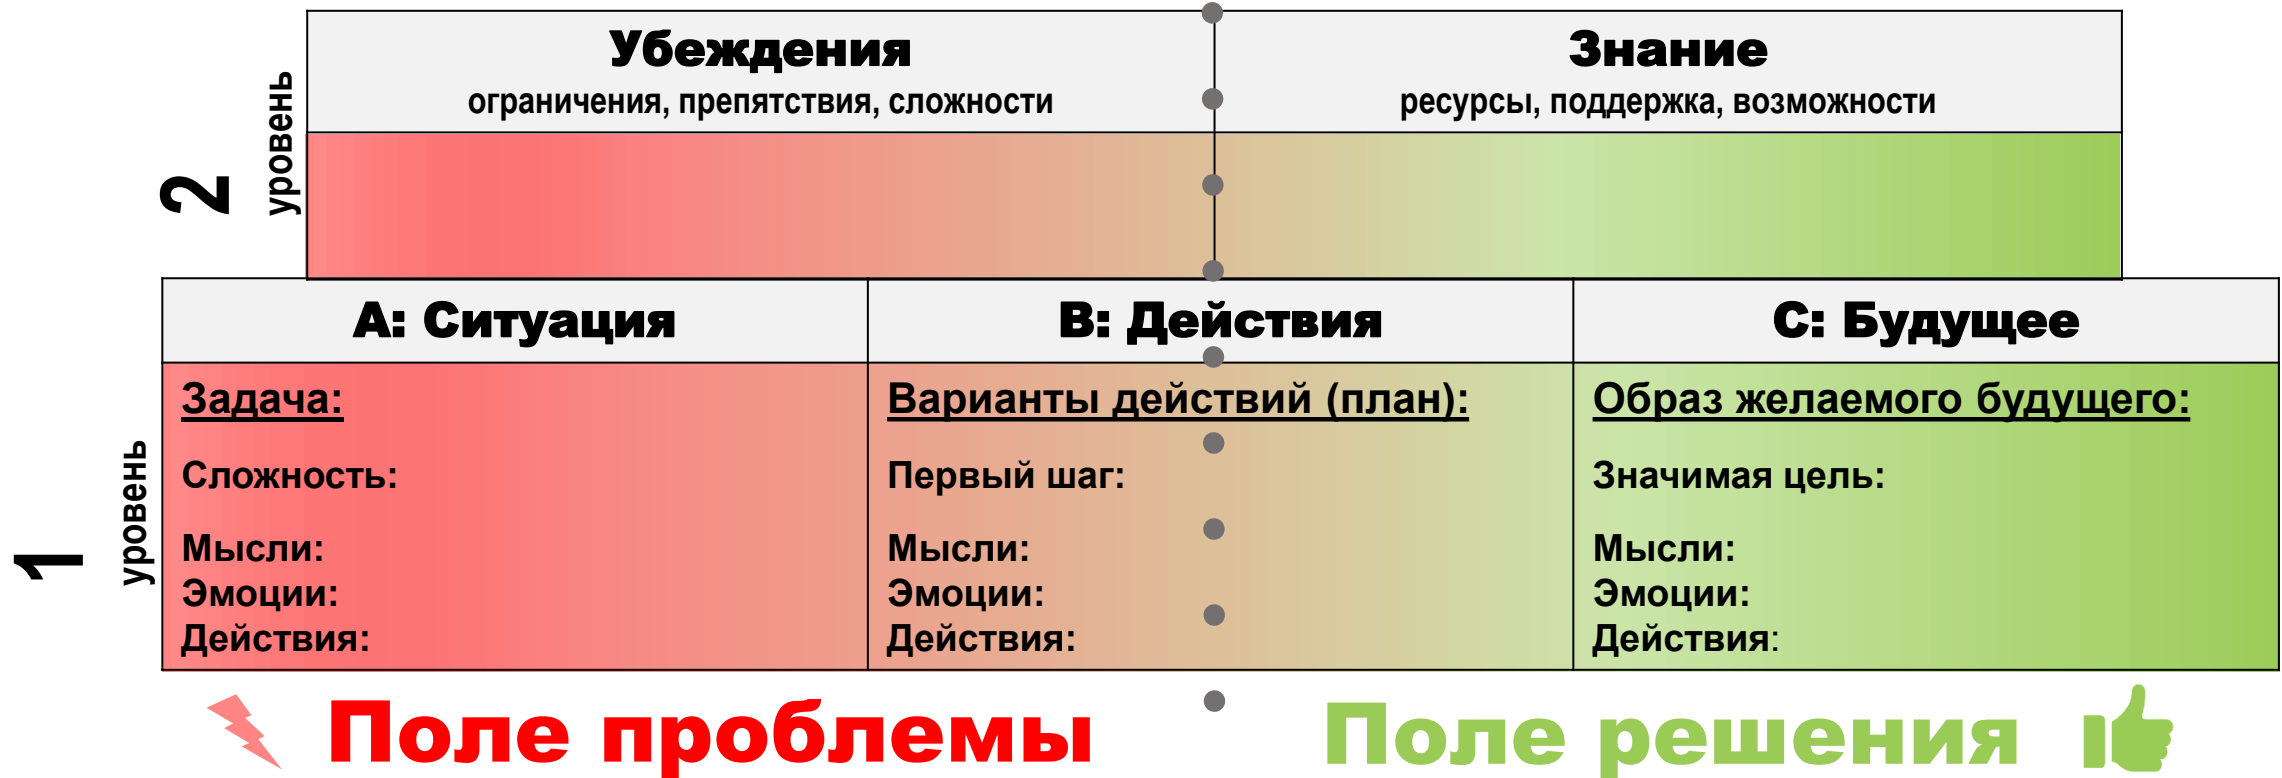 2
уровень
Убеждения
ограничения, препятствия, сложности
Знание
ресурсы, поддержка, возможности
1
уровень
А: Ситуация
Задача:
Сложность:
Мысли:
Эмоции:
Действия:
В: Действия
Варианты действий (план):
Первый шаг:
Мысли:
Эмоции:
Действия:
С: Будущее
Образ желаемого будущего:
Значимая цель:
Мысли:
Эмоции:
Действия:
Поле проблемы
Поле решения